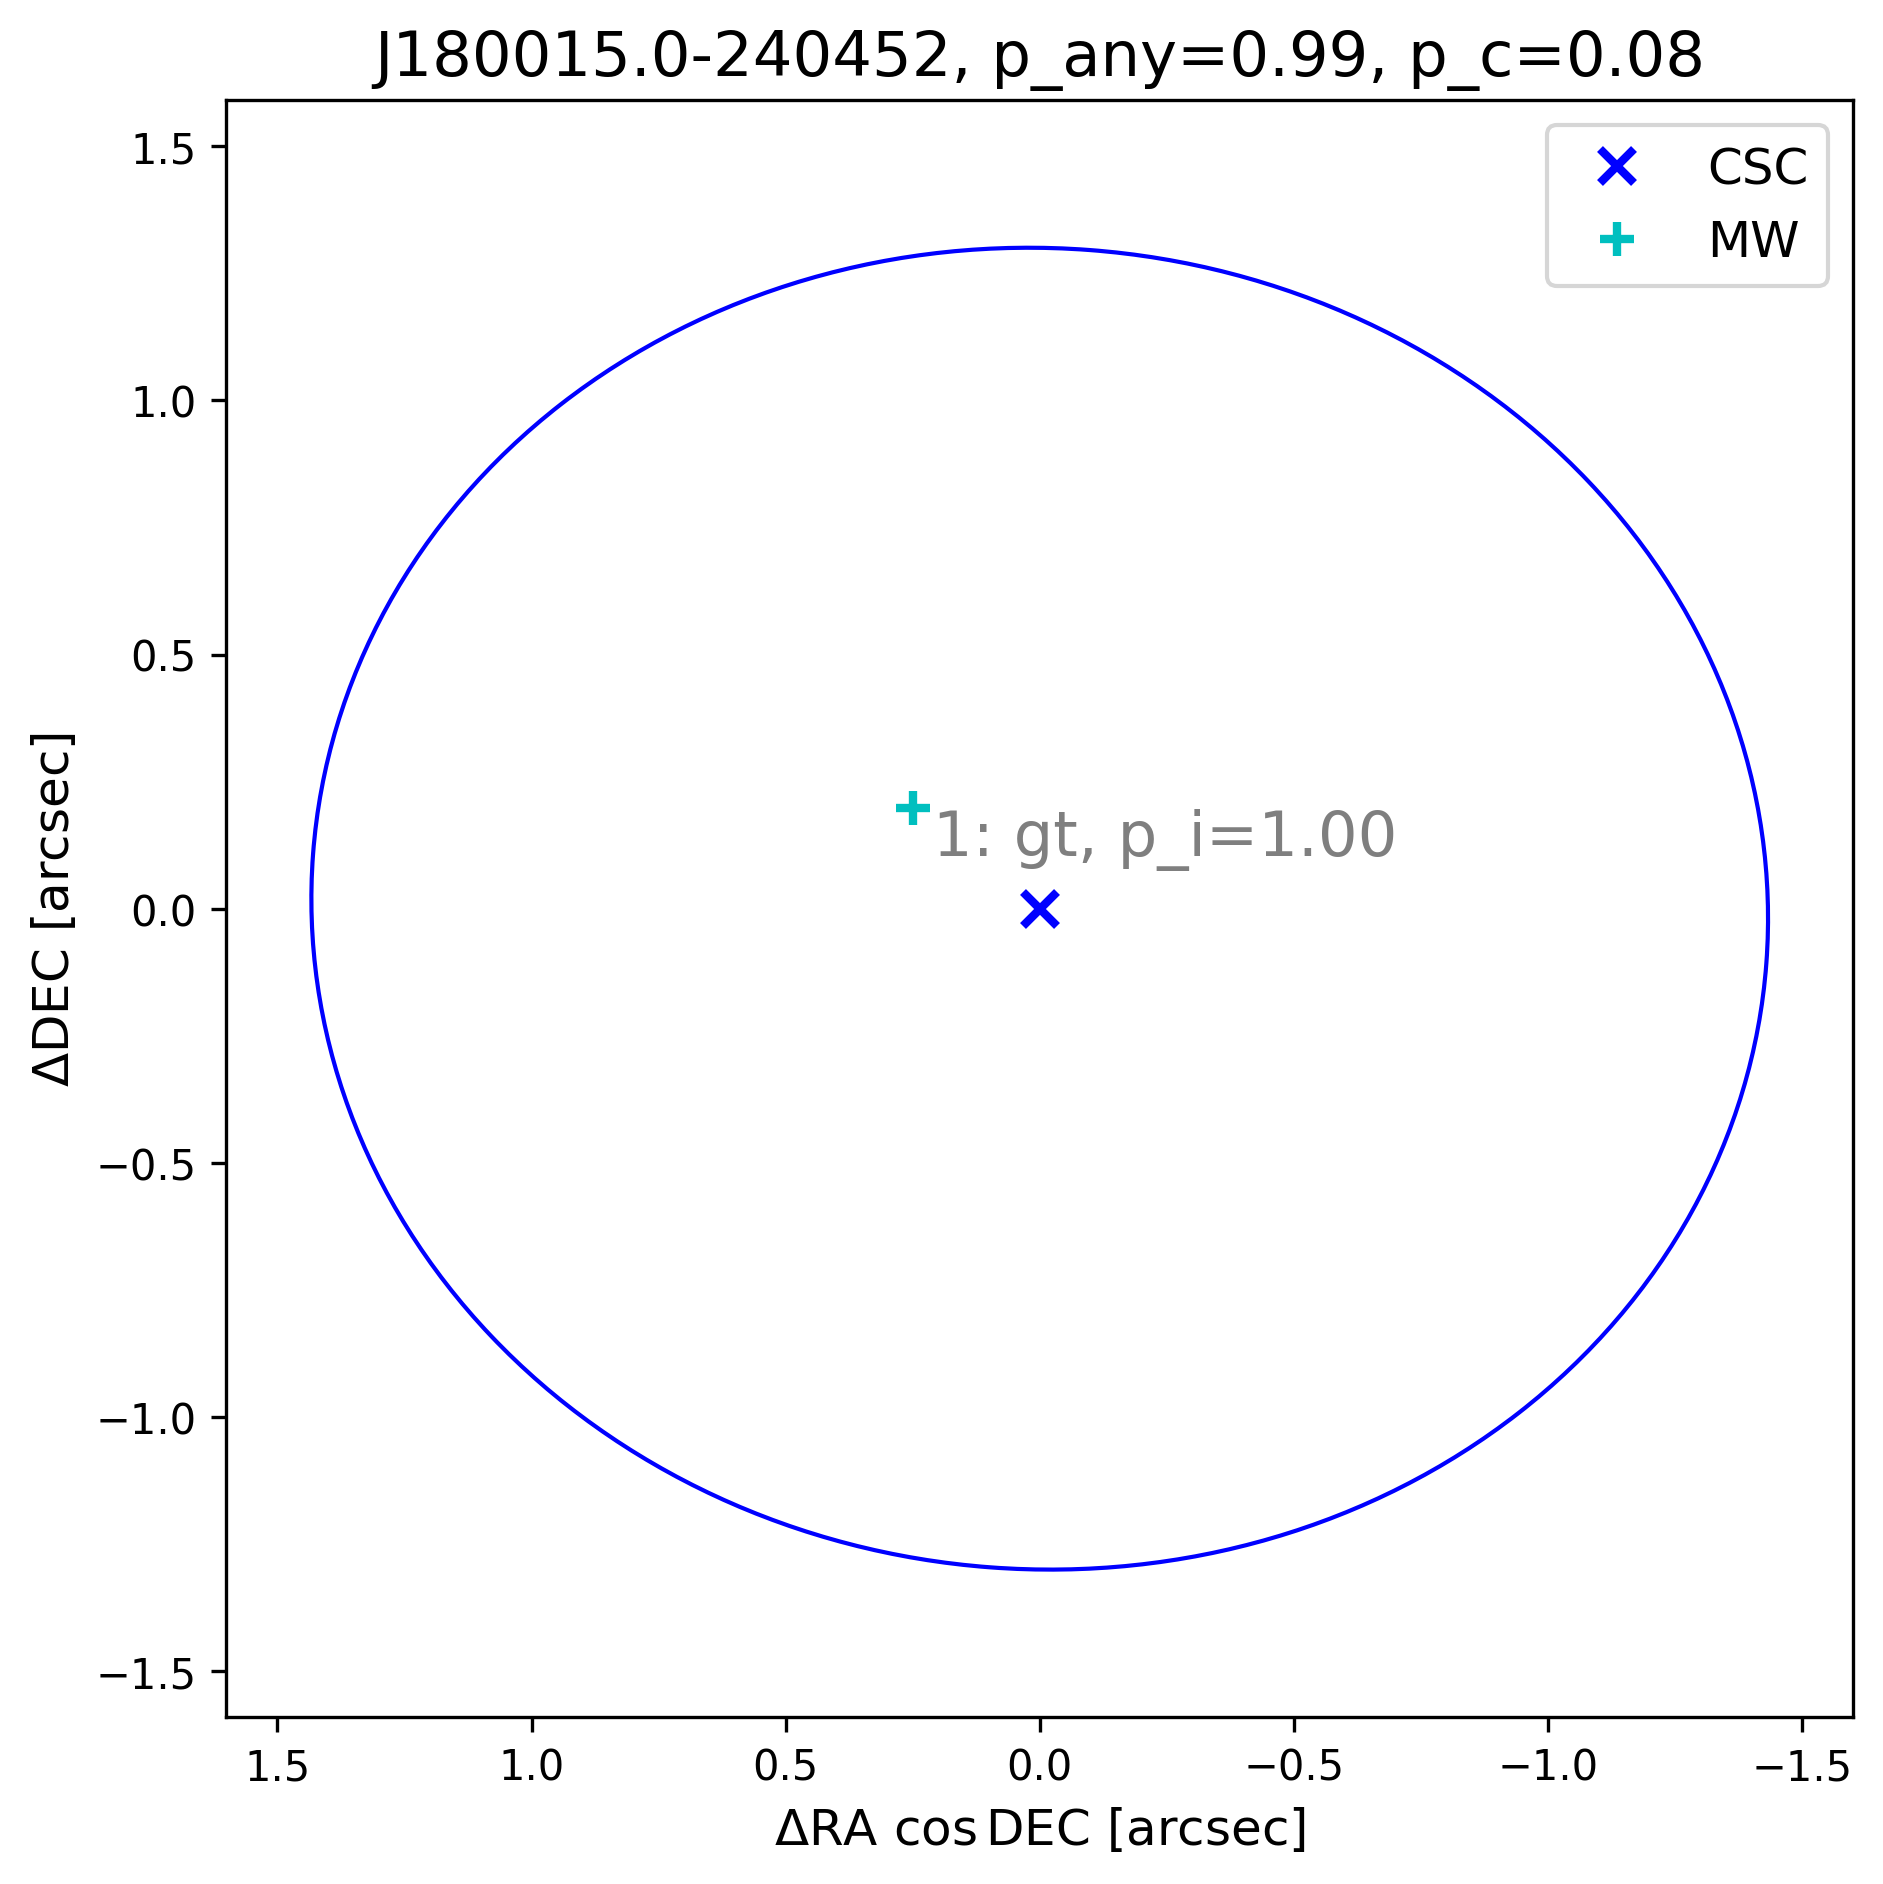 J180015.0-240452, p_any=0.99, p_c=0.08
CSC
MW
1.5
1.0
0.5
0.0
−0.5
−1.0
−1.5
ΔDEC [arcsec]
1: gt, p_i=1.00
1.5 1.0 0.5 0.0 −0.5 −1.0 −1.5
ΔRA cos DEC [arcsec]